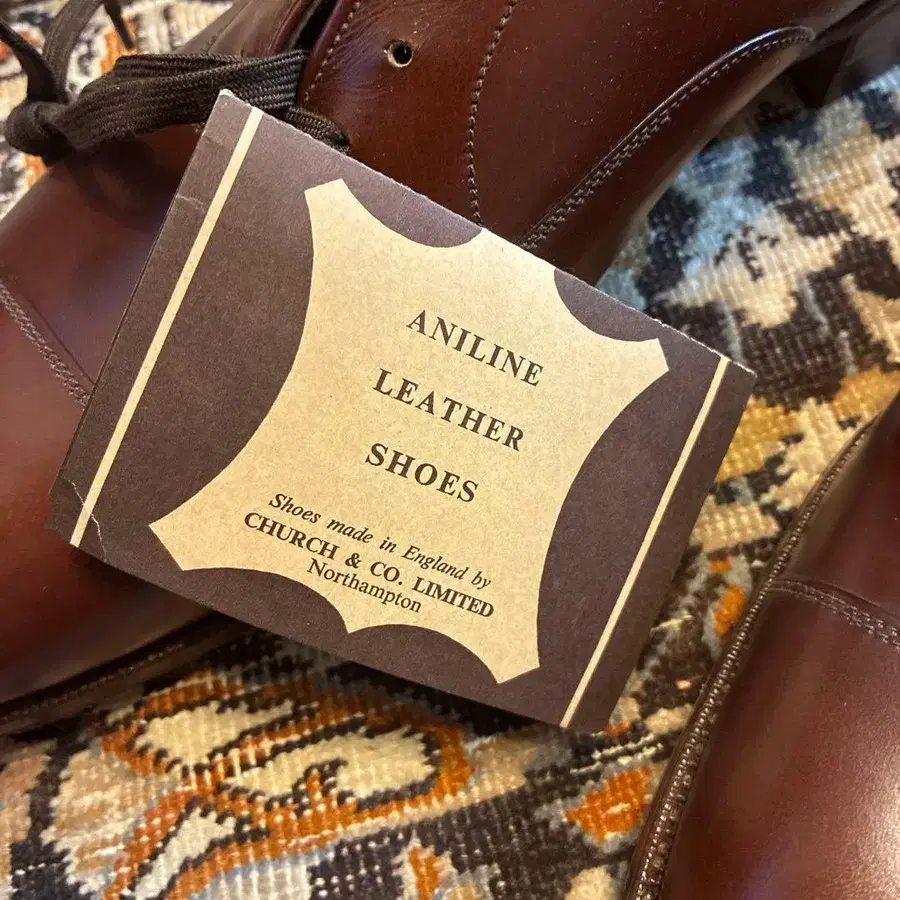 ANILINE
LEATHER
SHOES
Shoes made in England by
CHURCH & CO. LIMITED
Northampton